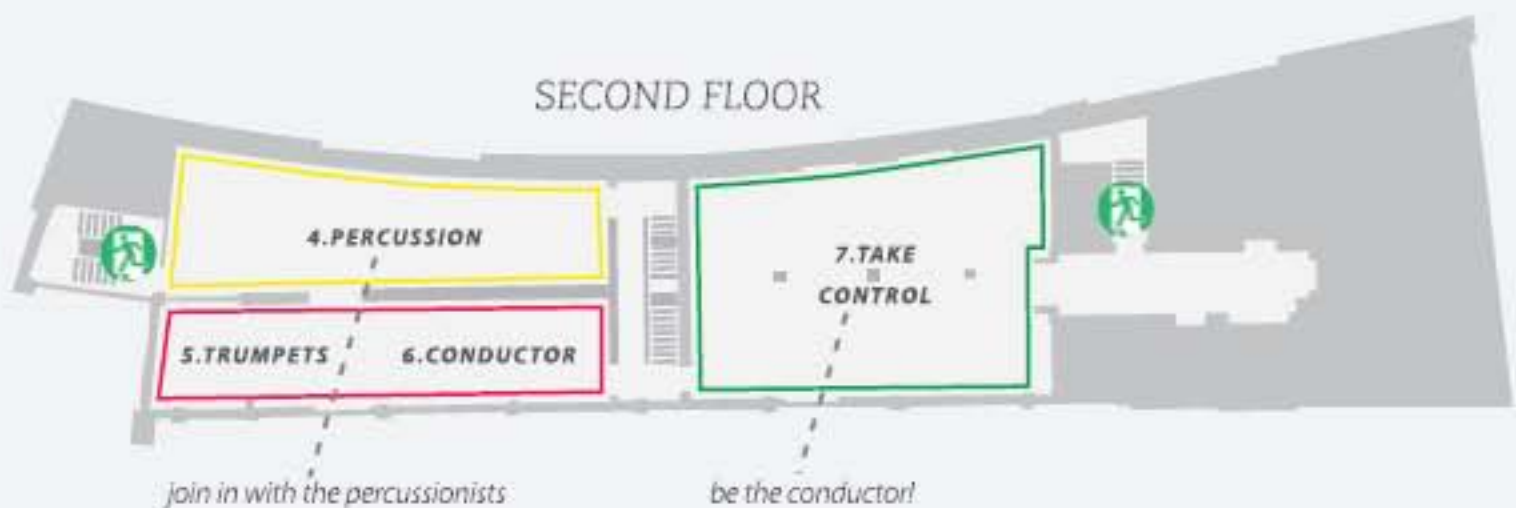 SECOND FLOOR
4.PERCUSSION
7.TAKE
CONTROL
5.TRUMPETS
6.CONDUCTOR
join in with the percussionists
be the conductor!